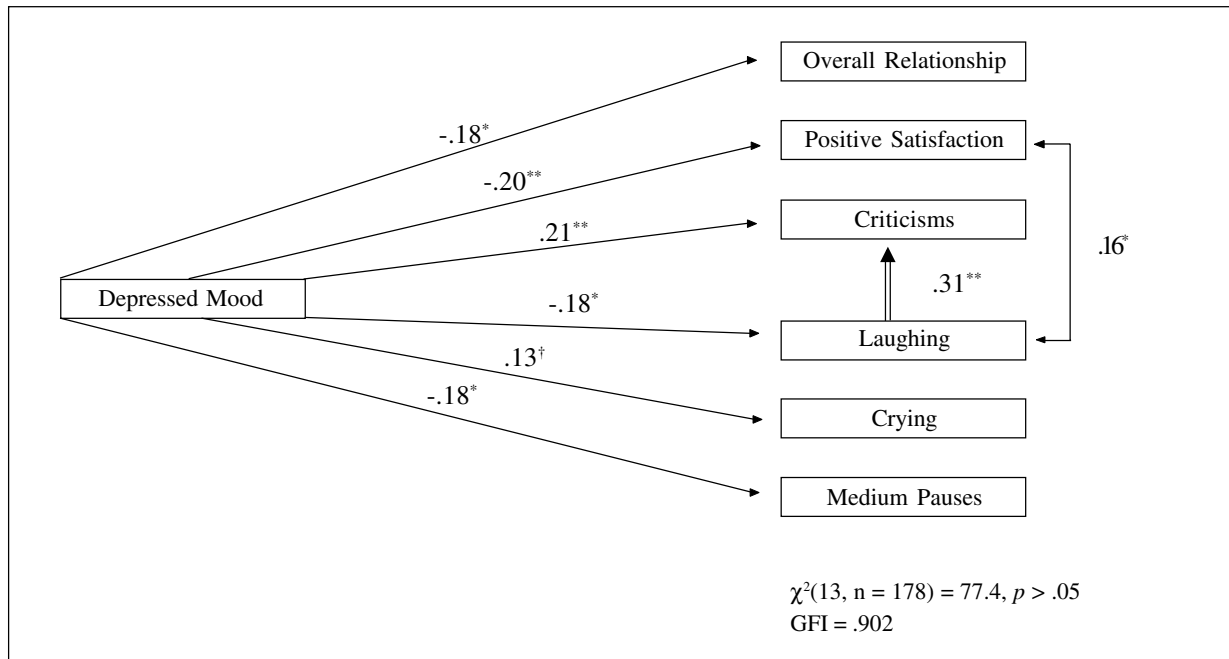 Overall Relationship
-.18*
Positive Satisfaction
-.20**
Criticisms
.21**
.16*
.31**
Depressed Mood
-.18*
Laughing
.13†
-.18*
Crying
Medium Pauses
χ²(13, n = 178) = 77.4, p > .05
GFI = .902